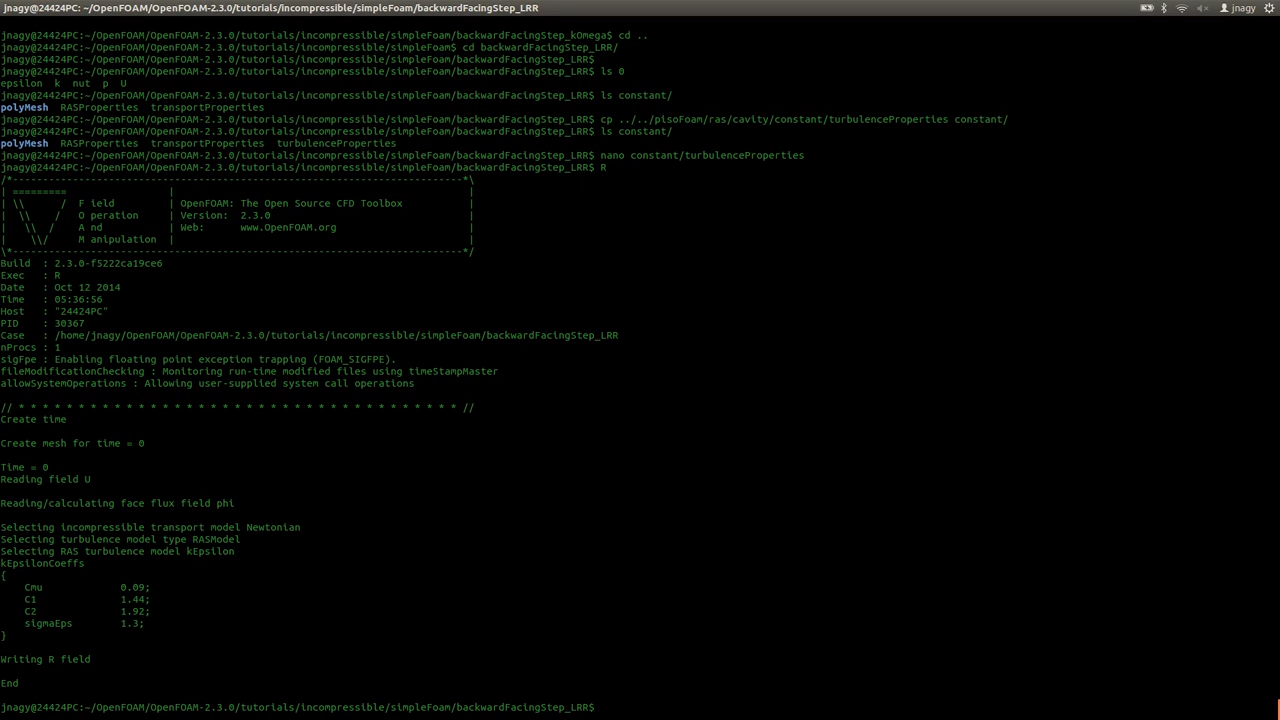 jnagy@24424PC: ~/OpenFOAM/OpenFOAM-2.3.0/tutorials/incompressible/simpleFoam/backwardFacingStep_LRR
jnagy
jnagy@24424PC:~/OpenFOAM/OpenFOAM-2.3.0/tutorials/incompressible/simpleFoam/backwardFacingStep_kOmega$ cd ..
jnagy@24424PC:~/OpenFOAM/OpenFOAM-2.3.0/tutorials/incompressible/simpleFoam$ cd backwardFacingStep_LRR/
jnagy@24424PC:~/OpenFOAM/OpenFOAM-2.3.0/tutorials/incompressible/simpleFoam/backwardFacingStep_LRR$
jnagy@24424PC:~/OpenFOAM/OpenFOAM-2.3.0/tutorials/incompressible/simpleFoam/backwardFacingStep_LRR$ ls 0
epsilon  k  nut  p  U
jnagy@24424PC:~/OpenFOAM/OpenFOAM-2.3.0/tutorials/incompressible/simpleFoam/backwardFacingStep_LRR$ ls constant/
polyMesh  RASProperties  transportProperties
jnagy@24424PC:~/OpenFOAM/OpenFOAM-2.3.0/tutorials/incompressible/simpleFoam/backwardFacingStep_LRR$ cp ../../pisoFoam/ras/cavity/constant/turbulenceProperties constant/
jnagy@24424PC:~/OpenFOAM/OpenFOAM-2.3.0/tutorials/incompressible/simpleFoam/backwardFacingStep_LRR$ ls constant/
polyMesh  RASProperties  transportProperties  turbulenceProperties
jnagy@24424PC:~/OpenFOAM/OpenFOAM-2.3.0/tutorials/incompressible/simpleFoam/backwardFacingStep_LRR$ nano constant/turbulenceProperties
jnagy@24424PC:~/OpenFOAM/OpenFOAM-2.3.0/tutorials/incompressible/simpleFoam/backwardFacingStep_LRR$ R
/*---------------------------------------------------------------------------*\
| =========                 |                                                 |
| \\      /  F ield         | OpenFOAM: The Open Source CFD Toolbox           |
|  \\    /   O peration     | Version:  2.3.0                                 |
|   \\  /    A nd           | Web:      www.OpenFOAM.org                      |
|    \\/     M anipulation  |                                                 |
\*---------------------------------------------------------------------------*/
Build  : 2.3.0-f5222ca19ce6
Exec   : R
Date   : Oct 12 2014
Time   : 05:36:56
Host   : "24424PC"
PID    : 30367
Case   : /home/jnagy/OpenFOAM/OpenFOAM-2.3.0/tutorials/incompressible/simpleFoam/backwardFacingStep_LRR
nProcs : 1
sigFpe : Enabling floating point exception trapping (FOAM_SIGFPE).
fileModificationChecking : Monitoring run-time modified files using timeStampMaster
allowSystemOperations : Allowing user-supplied system call operations
// * * * * * * * * * * * * * * * * * * * * * * * * * * * * * * * * * * * * * //
Create time
Create mesh for time = 0
Time = 0
Reading field U
Reading/calculating face flux field phi
Selecting incompressible transport model Newtonian
Selecting turbulence model type RASModel
Selecting RAS turbulence model kEpsilon
kEpsilonCoeffs
{
    Cmu             0.09;
    C1              1.44;
    C2              1.92;
    sigmaEps        1.3;
}
Writing R field
End
jnagy@24424PC:~/OpenFOAM/OpenFOAM-2.3.0/tutorials/incompressible/simpleFoam/backwardFacingStep_LRR$